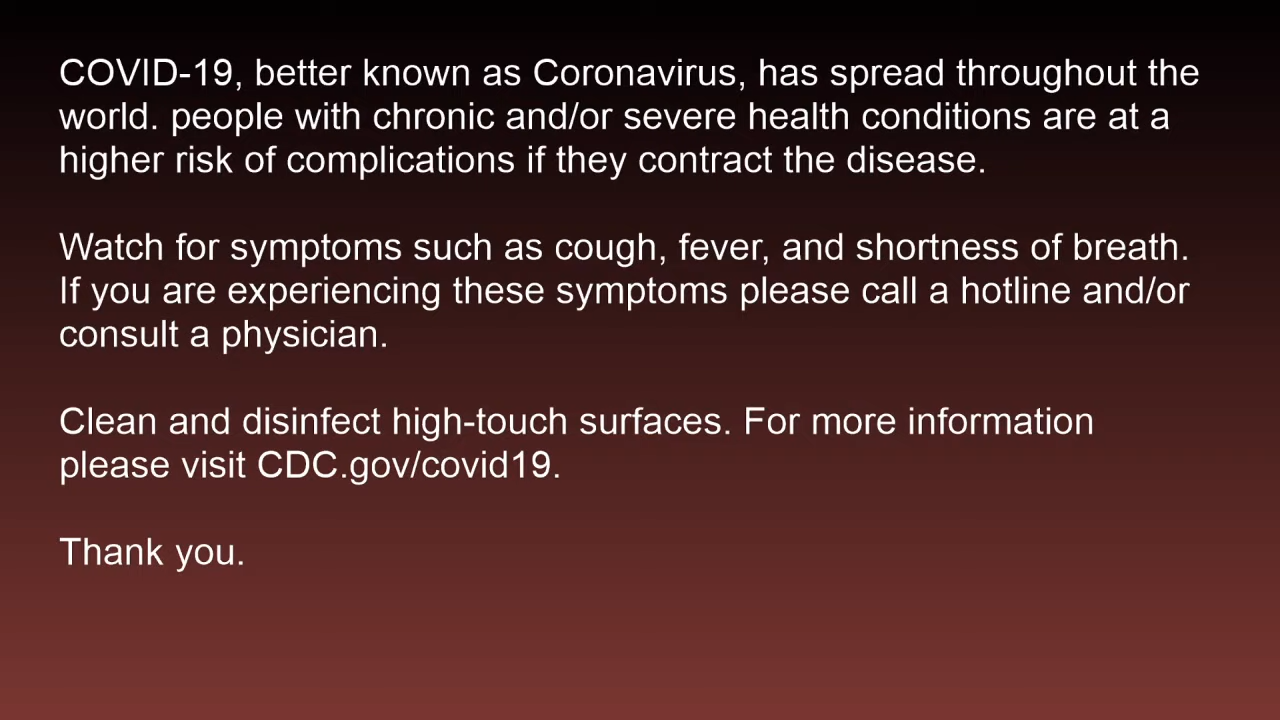 COVID-19, better known as Coronavirus, has spread throughout the
world. people with chronic and/or severe health conditions are at a
higher risk of complications if they contract the disease.
Watch for symptoms such as cough, fever, and shortness of breath.
If you are experiencing these symptoms please call a hotline and/or
consult a physician.
Clean and disinfect high-touch surfaces. For more information
please visit CDC.gov/covid19.
Thank you.